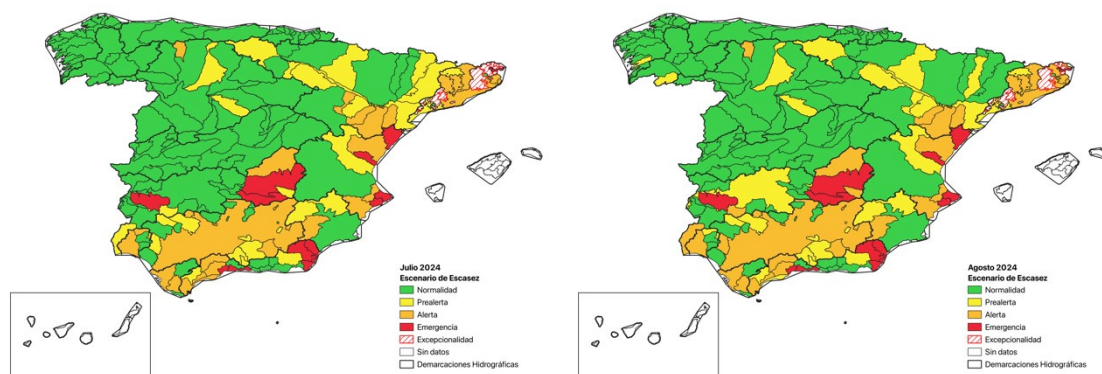 Julio 2024
Escenario de Escasez
Normalidad
Prealerta
Alerta
Emergencia
Excepcionalidad
Sin datos
Demarcaciones Hidrográficas
Agosto 2024
Escenario de Escasez
Normalidad
Prealerta
Alerta
Emergencia
Excepcionalidad
Sin datos
Demarcaciones Hidrográficas